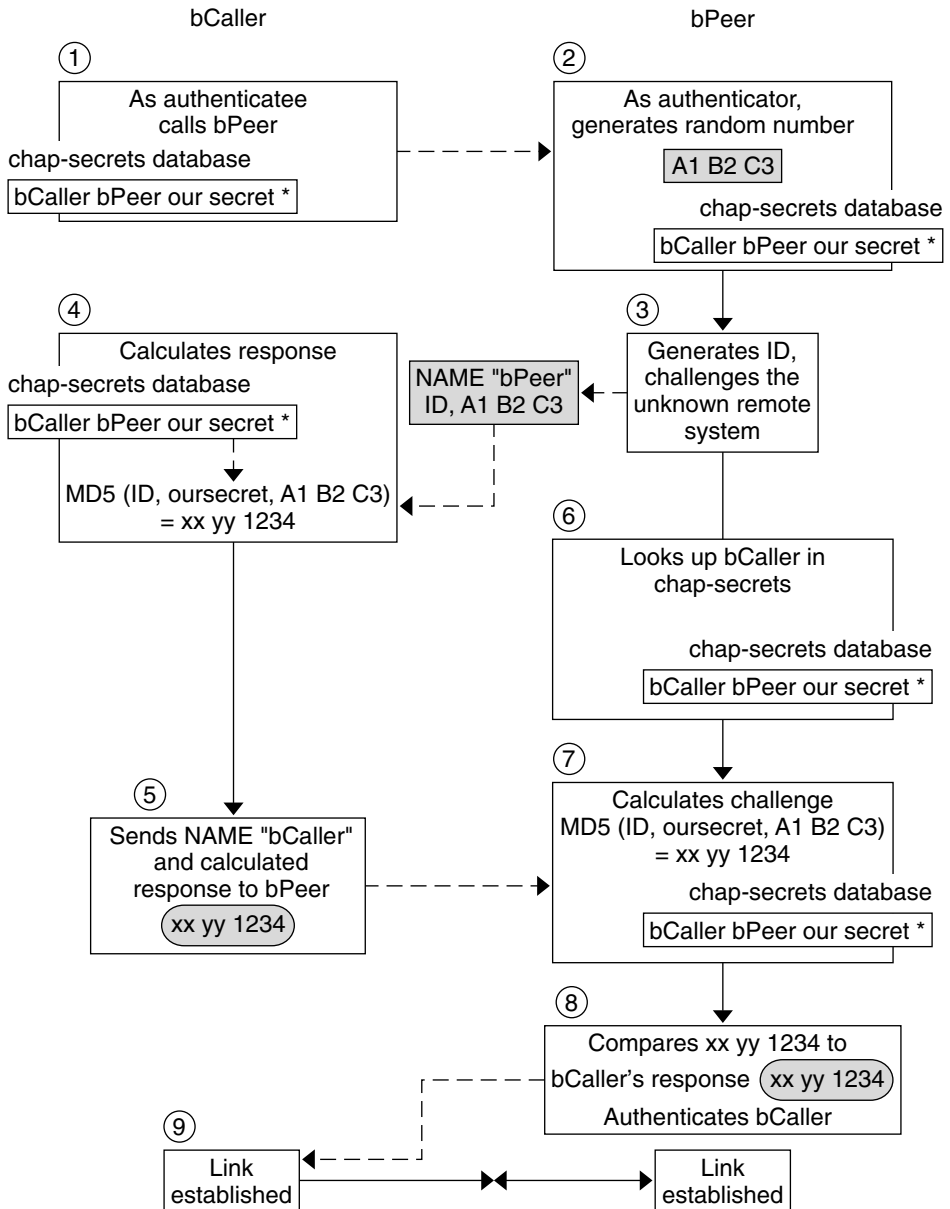 bCaller
bPeer
1
As authenticatee
calls bPeer
chap-secrets database
bCaller bPeer our secret *
2
As authenticator,
generates random number
A1 B2 C3
chap-secrets database
bCaller bPeer our secret *
3
Generates ID,
challenges the
unknown remote
system
NAME "bPeer"
ID, A1 B2 C3
4
Calculates response
chap-secrets database
bCaller bPeer our secret *
MD5 (ID, oursecret, A1 B2 C3)
= xx yy 1234
5
Sends NAME "bCaller"
and calculated
response to bPeer
xx yy 1234
6
Looks up bCaller in
chap-secrets
chap-secrets database
bCaller bPeer our secret *
7
Calculates challenge
MD5 (ID, oursecret, A1 B2 C3)
= xx yy 1234
chap-secrets database
bCaller bPeer our secret *
8
Compares xx yy 1234 to
bCaller's response xx yy 1234
Authenticates bCaller
9
Link
established
Link
established